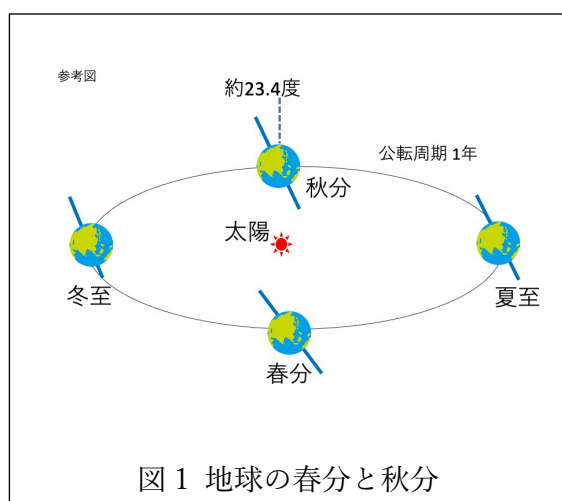 参考図
約23.4度
公転周期 1年
秋分
太陽
冬至
夏至
春分
図 1 地球の春分と秋分